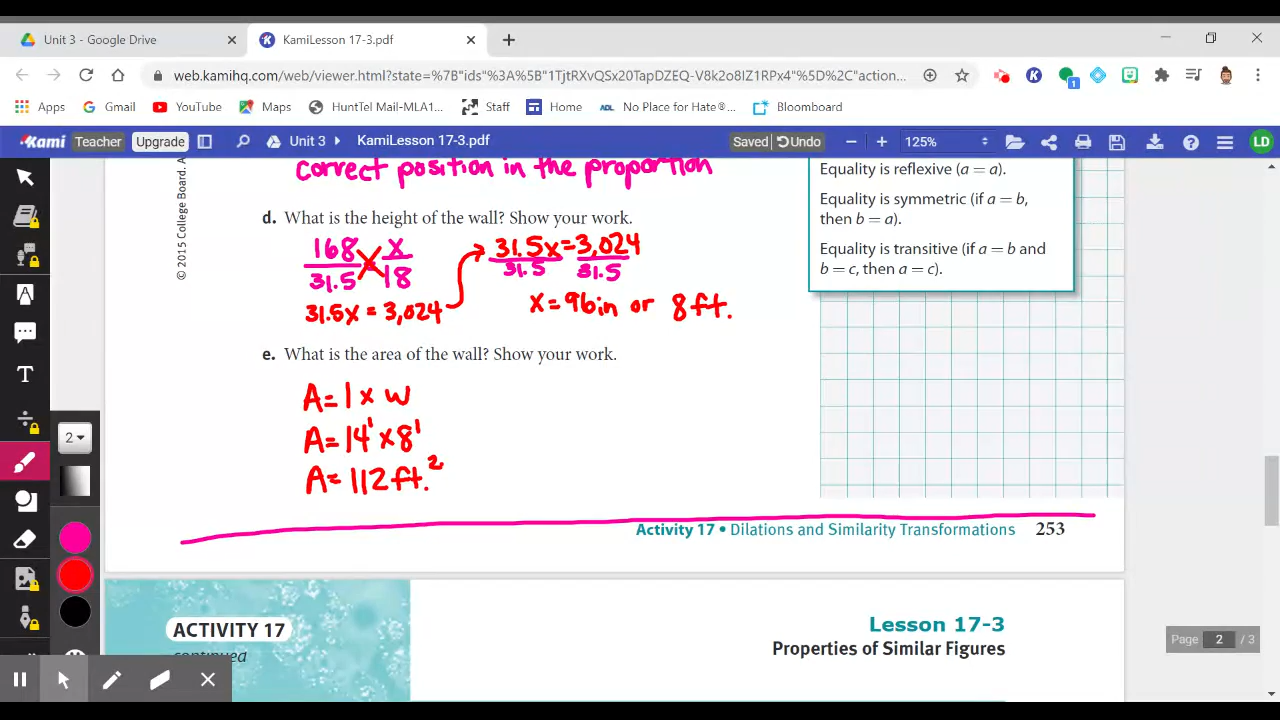 Unit 3 - Google Drive
KamiLesson 17-3.pdf
web.kamihq.com/web/viewer.html?state=%7B"ids"%3A%5B"1TjtRXvQSx20TapDZEQ-V8k2o8IZ1RPx4"%5D%2C"action...
Apps
Gmail
YouTube
Maps
HuntTel Mail-MLA1...
Staff
Home
ADL
No Place for Hate...
Bloomboard
Kami
Teacher
Upgrade
Unit 3
KamiLesson 17-3.pdf
Saved
Undo
125%
LD
correct position in the proportion
Equality is reflexive (a = a).
Equality is symmetric (if a = b,
then b = a).
Equality is transitive (if a = b and
b = c, then a = c).
© 2015 College Board. A
d. What is the height of the wall? Show your work.
168 x
31.5 18
31.5x = 3,024
31.5x = 3,024
31.5 31.5
x = 96in or 8ft.
e. What is the area of the wall? Show your work.
A = l x w
A = 14' x 8'
A = 112 ft.²
2
Activity 17 • Dilations and Similarity Transformations 253
ACTIVITY 17
continued
Lesson 17-3
Properties of Similar Figures
Page 2 / 3